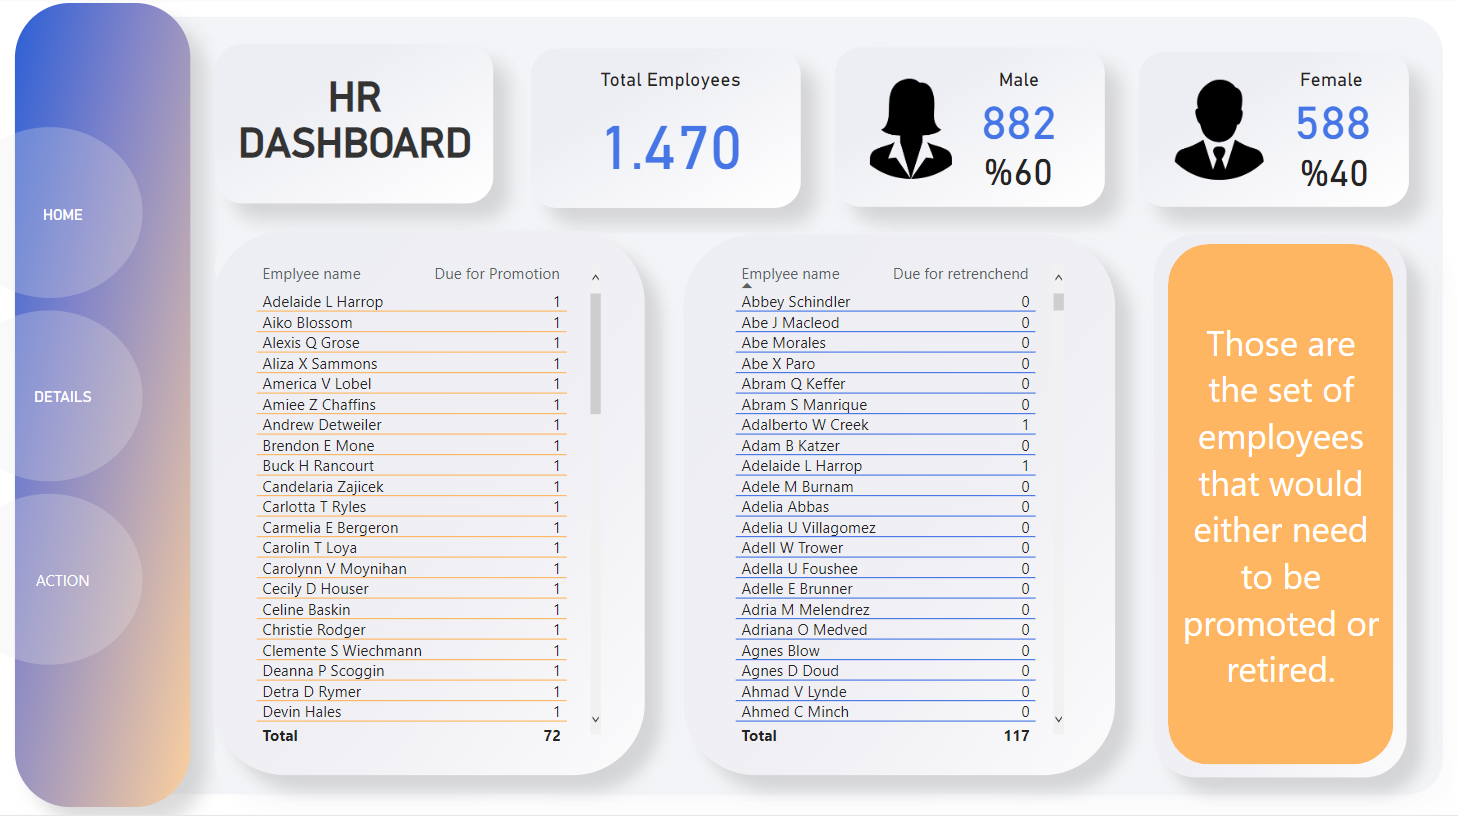 HR
DASHBOARD
Total Employees
1.470
Male
882
%60
Female
588
%40
HOME
DETAILS
ACTION
Emplyee name Due for Promotion
Adelaide L Harrop 1
Aiko Blossom 1
Alexis Q Grose 1
Aliza X Sammons 1
America V Lobel 1
Amiee Z Chaffins 1
Andrew Detweiler 1
Brendon E Mone 1
Buck H Rancourt 1
Candelaria Zajicek 1
Carlotta T Ryles 1
Carmelia E Bergeron 1
Carolin T Loya 1
Carolynn V Moynihan 1
Cecily D Houser 1
Celine Baskin 1
Christie Rodger 1
Clemente S Wiechmann 1
Deanna P Scoggin 1
Detra D Rymer 1
Devin Hales 1
Total 72
Emplyee name Due for retrenchend
Abbey Schindler 0
Abe J Macleod 0
Abe Morales 0
Abe X Paro 0
Abram Q Keffer 0
Abram S Manrique 0
Adalberto W Creek 1
Adam B Katzer 0
Adelaide L Harrop 1
Adele M Burnam 0
Adelia Abbas 0
Adelia U Villagomez 0
Adell W Trower 0
Adella U Foushee 0
Adelle E Brunner 0
Adria M Melendrez 0
Adriana O Medved 0
Agnes Blow 0
Agnes D Doud 0
Ahmad V Lynde 0
Ahmed C Minch 0
Total 117
Those are
the set of
employees
that would
either need
to be
promoted or
retired.